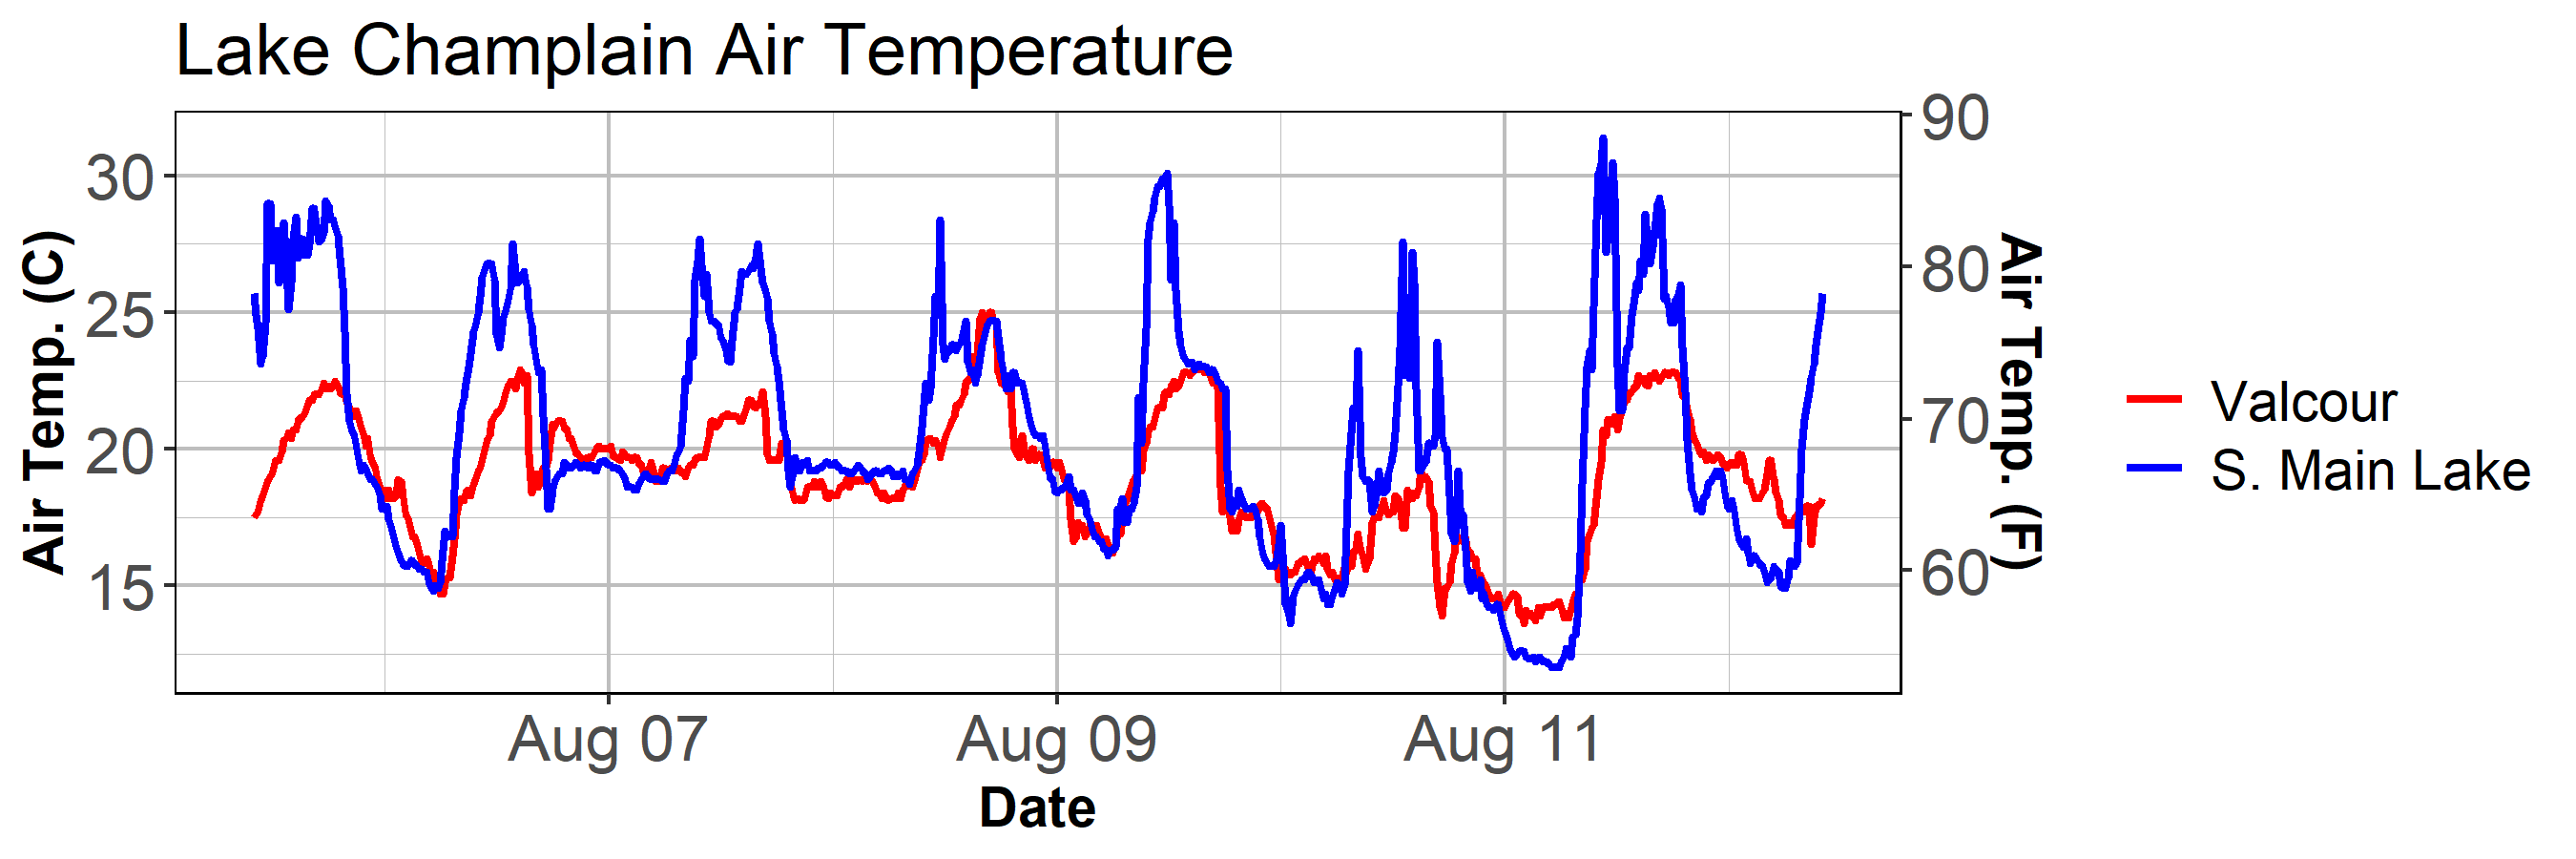 Lake Champlain Air Temperature
Air Temp. (C)
30
25
20
15
90
80
70
60
Air Temp. (F)
Aug 07
Aug 09
Aug 11
Date
Valcour
S. Main Lake